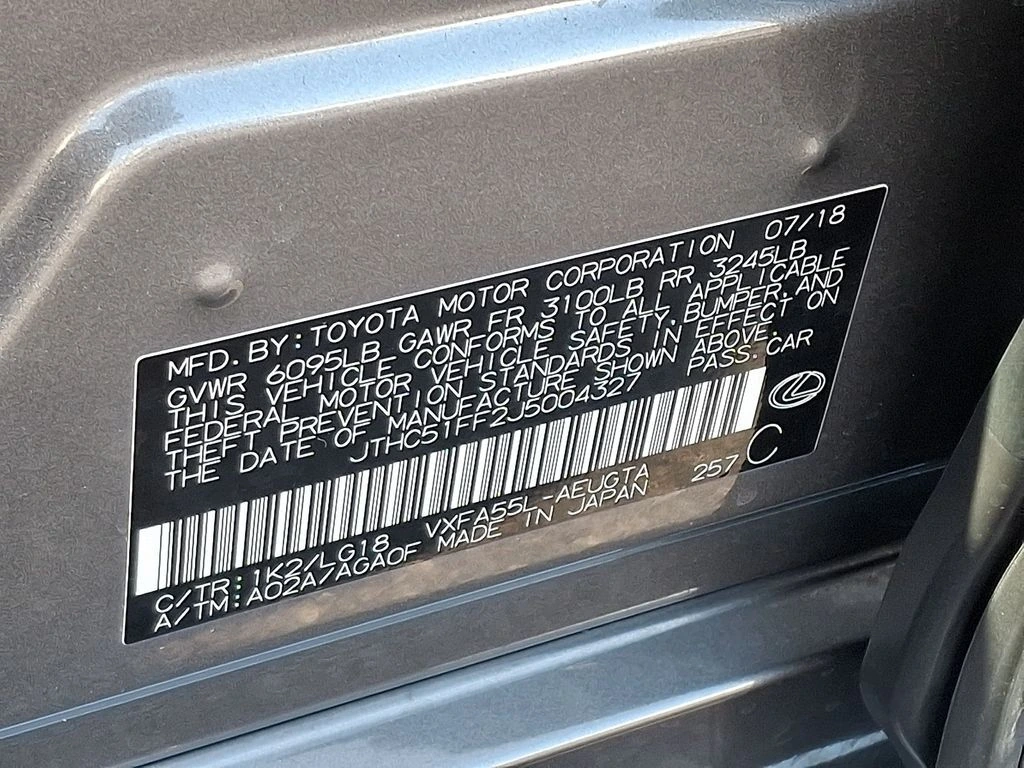 MFD. BY: TOYOTA MOTOR CORPORATION 07/18
GVWR 6095LB GAWR FR 3100LB RR 3245LB
THIS VEHICLE CONFORMS TO ALL APPLICABLE
FEDERAL MOTOR VEHICLE SAFETY, BUMPER, AND
THEFT PREVENTION STANDARDS IN EFFECT ON
THE DATE OF MANUFACTURE SHOWN ABOVE.
JTHC51FF2J5004327 PASS. CAR
C/TR: 1K2/LG18 VXFA55L-AEUGTA 257 C
A/TM: A02A/AGA0F MADE IN JAPAN